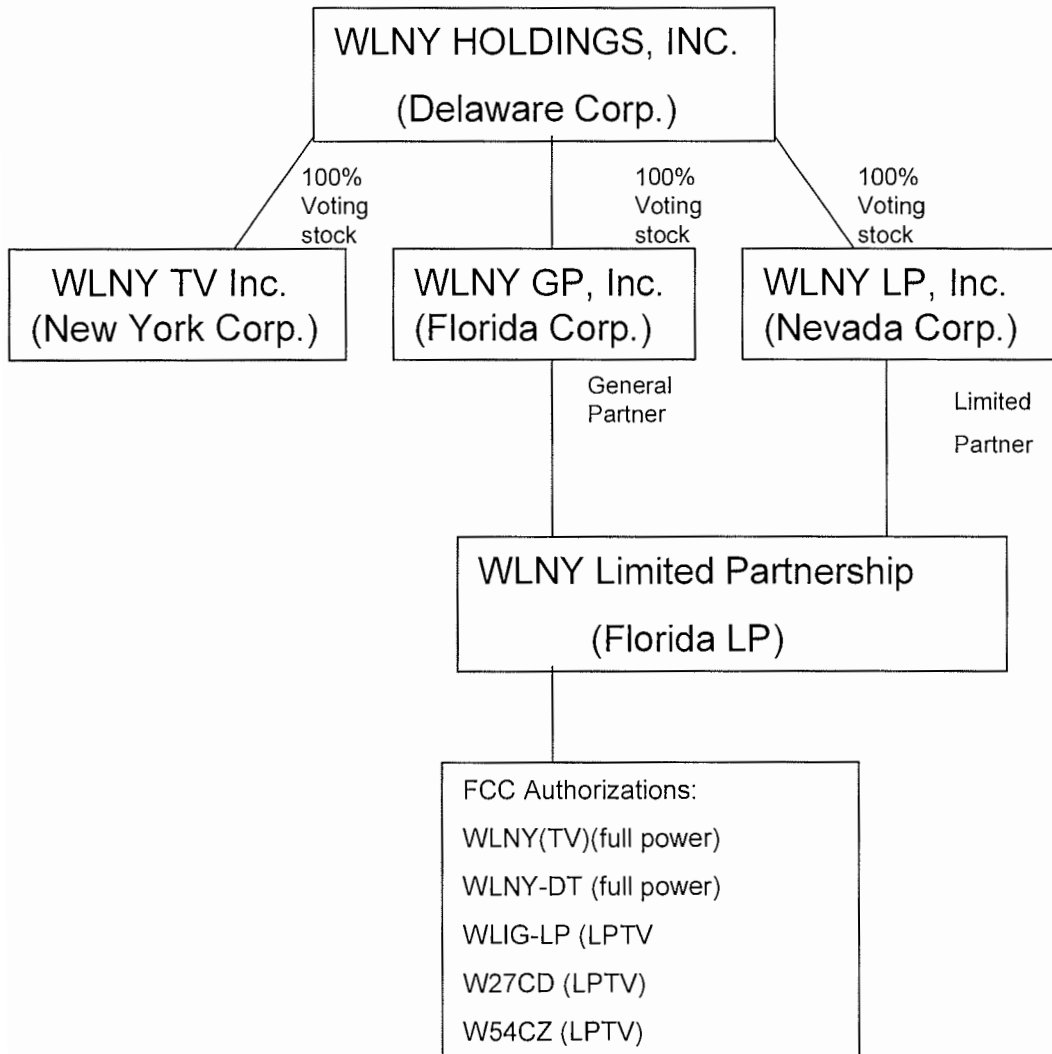 WLNY HOLDINGS, INC.
(Delaware Corp.)
100%
Voting
stock
100%
Voting
stock
100%
Voting
stock
WLNY TV Inc.
(New York Corp.)
WLNY GP, Inc.
(Florida Corp.)
WLNY LP, Inc.
(Nevada Corp.)
General
Partner
Limited
Partner
WLNY Limited Partnership
(Florida LP)
FCC Authorizations:
WLNY(TV)(full power)
WLNY-DT (full power)
WLIG-LP (LPTV
W27CD (LPTV)
W54CZ (LPTV)